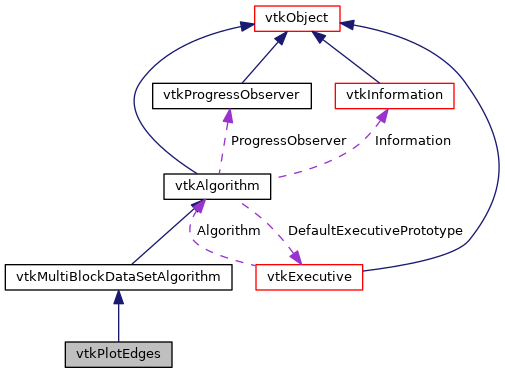 vtkObject
vtkProgressObserver
vtkInformation
ProgressObserver
Information
vtkAlgorithm
Algorithm
DefaultExecutivePrototype
vtkMultiBlockDataSetAlgorithm
vtkExecutive
vtkPlotEdges